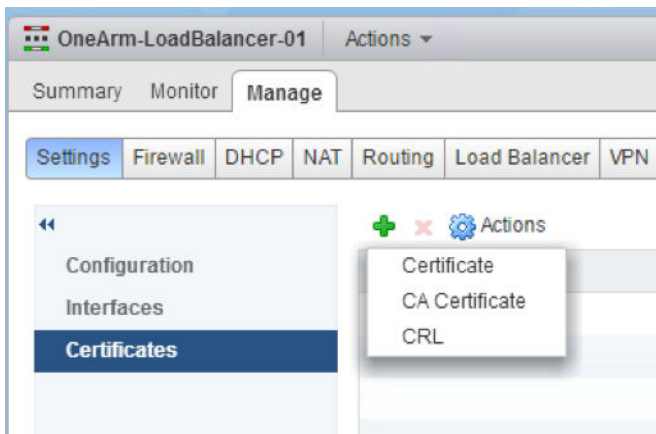 OneArm-LoadBalancer-01 Actions
Summary Monitor Manage
Settings Firewall DHCP NAT Routing Load Balancer VPN
Actions
Configuration
Interfaces
Certificates
Certificate
CA Certificate
CRL